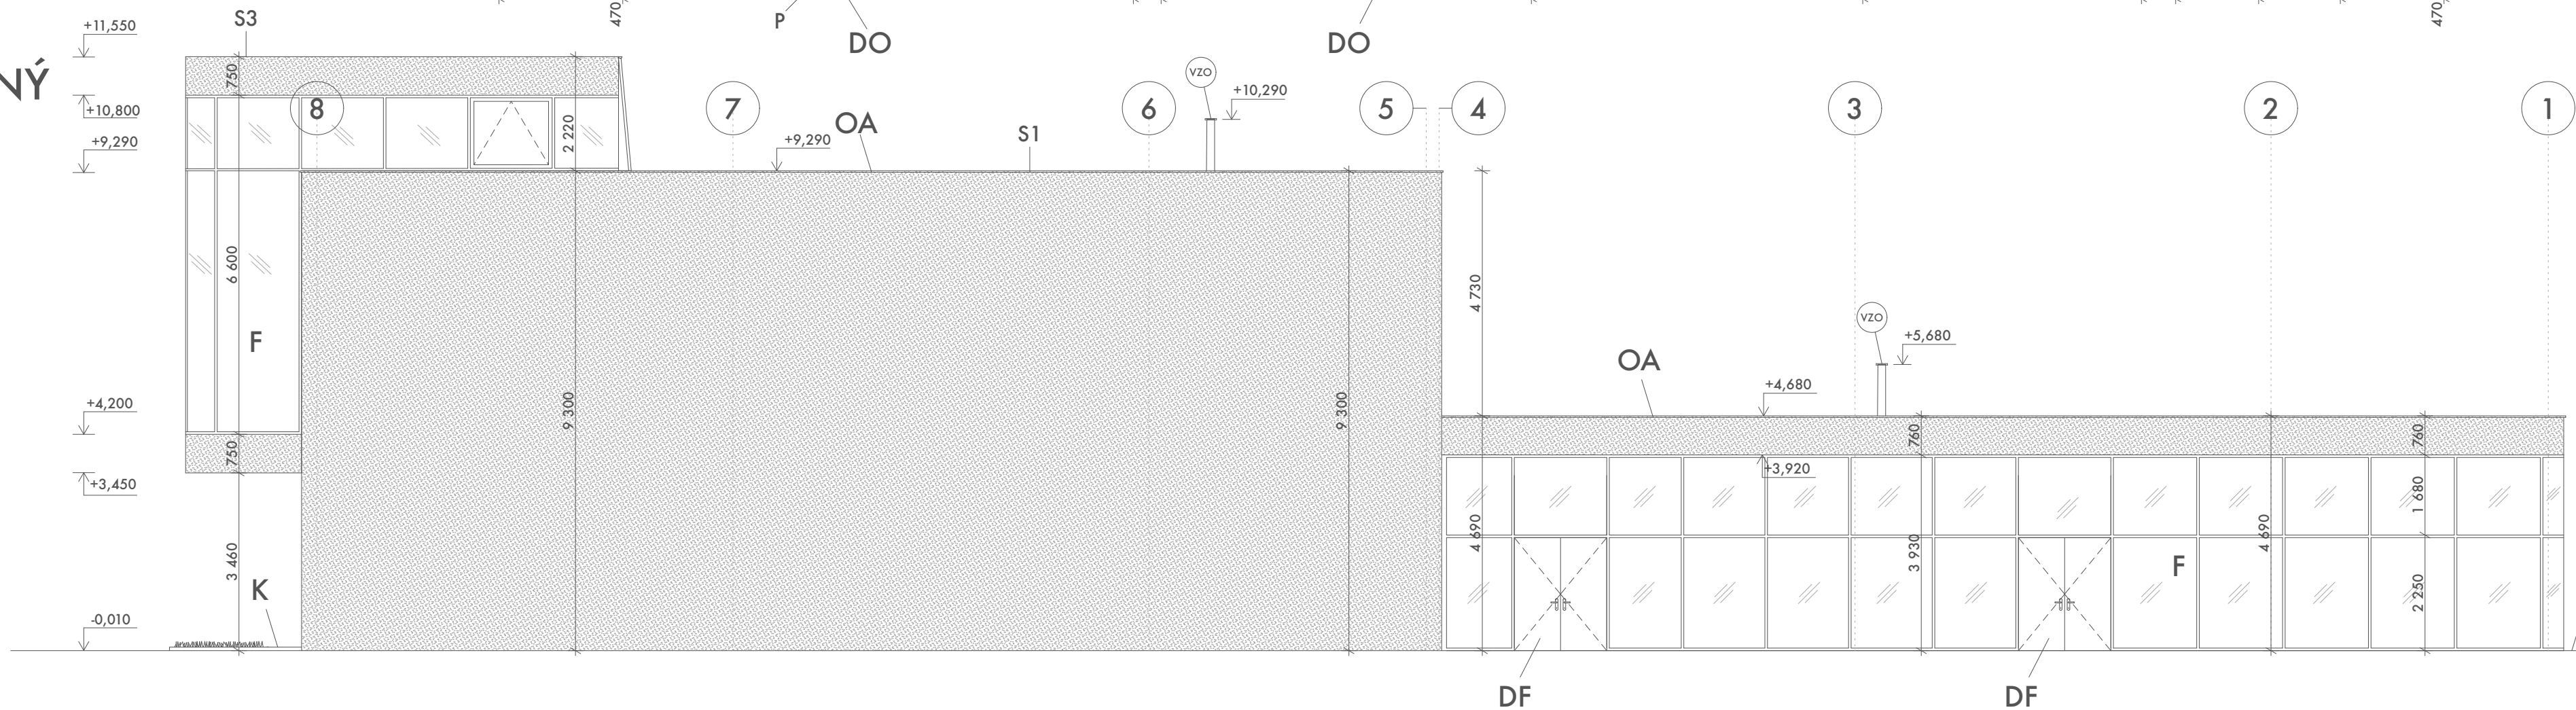 470
470
S3
P
DO
DO
+11,550
NÝ
750
+10,800
+9,290
8
7
6
5
4
3
2
1
2 220
VZO
+10,290
OA
+9,290
S1
6 600
F
4 730
VZO
+5,680
OA
+4,680
+4,200
9 300
9 300
750
760
760
+3,920
+3,450
1 680
4 690
3 930
4 690
F
3 460
K
2 250
-0,010
DF
DF